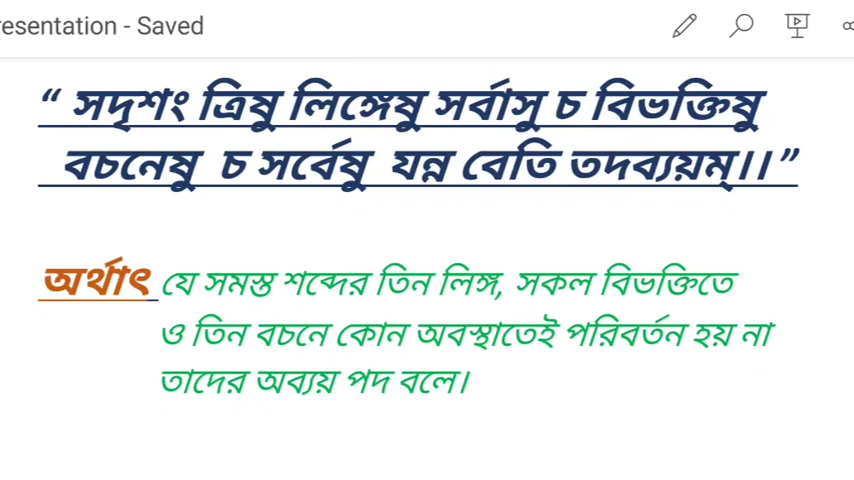 resentation - Saved
“ সদৃশং ত্রিষু লিঙ্গেষু সর্বাসু চ বিভক্তিষু
বচনেষু চ সর্বেষু যন্ন বেতি তদব্যয়ম্।।”
অর্থাৎ যে সমস্ত শব্দের তিন লিঙ্গ, সকল বিভক্তিতে
ও তিন বচনে কোন অবস্থাতেই পরিবর্তন হয় না
তাদের অব্যয় পদ বলে।